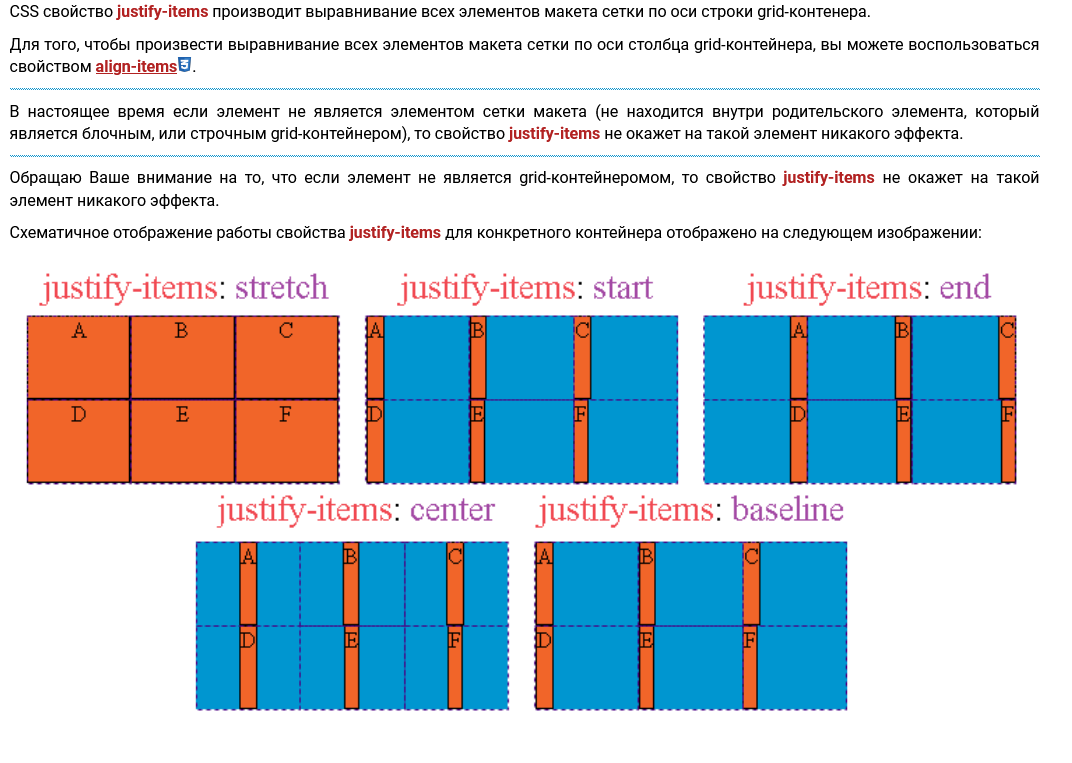 CSS свойство justify-items производит выравнивание всех элементов макета сетки по оси строки grid-контенера.
Для того, чтобы произвести выравнивание всех элементов макета сетки по оси столбца grid-контейнера, вы можете воспользоваться
свойством align-items.
В настоящее время если элемент не является элементом сетки макета (не находится внутри родительского элемента, который
является блочным, или строчным grid-контейнером), то свойство justify-items не окажет на такой элемент никакого эффекта.
Обращаю Ваше внимание на то, что если элемент не является grid-контейнеромом, то свойство justify-items не окажет на такой
элемент никакого эффекта.
Схематичное отображение работы свойства justify-items для конкретного контейнера отображено на следующем изображении:
justify-items: stretch justify-items: start justify-items: end
A B C A B C A B C
D E F D E F D E F
justify-items: center justify-items: baseline
A B C A B C
D E F D E F